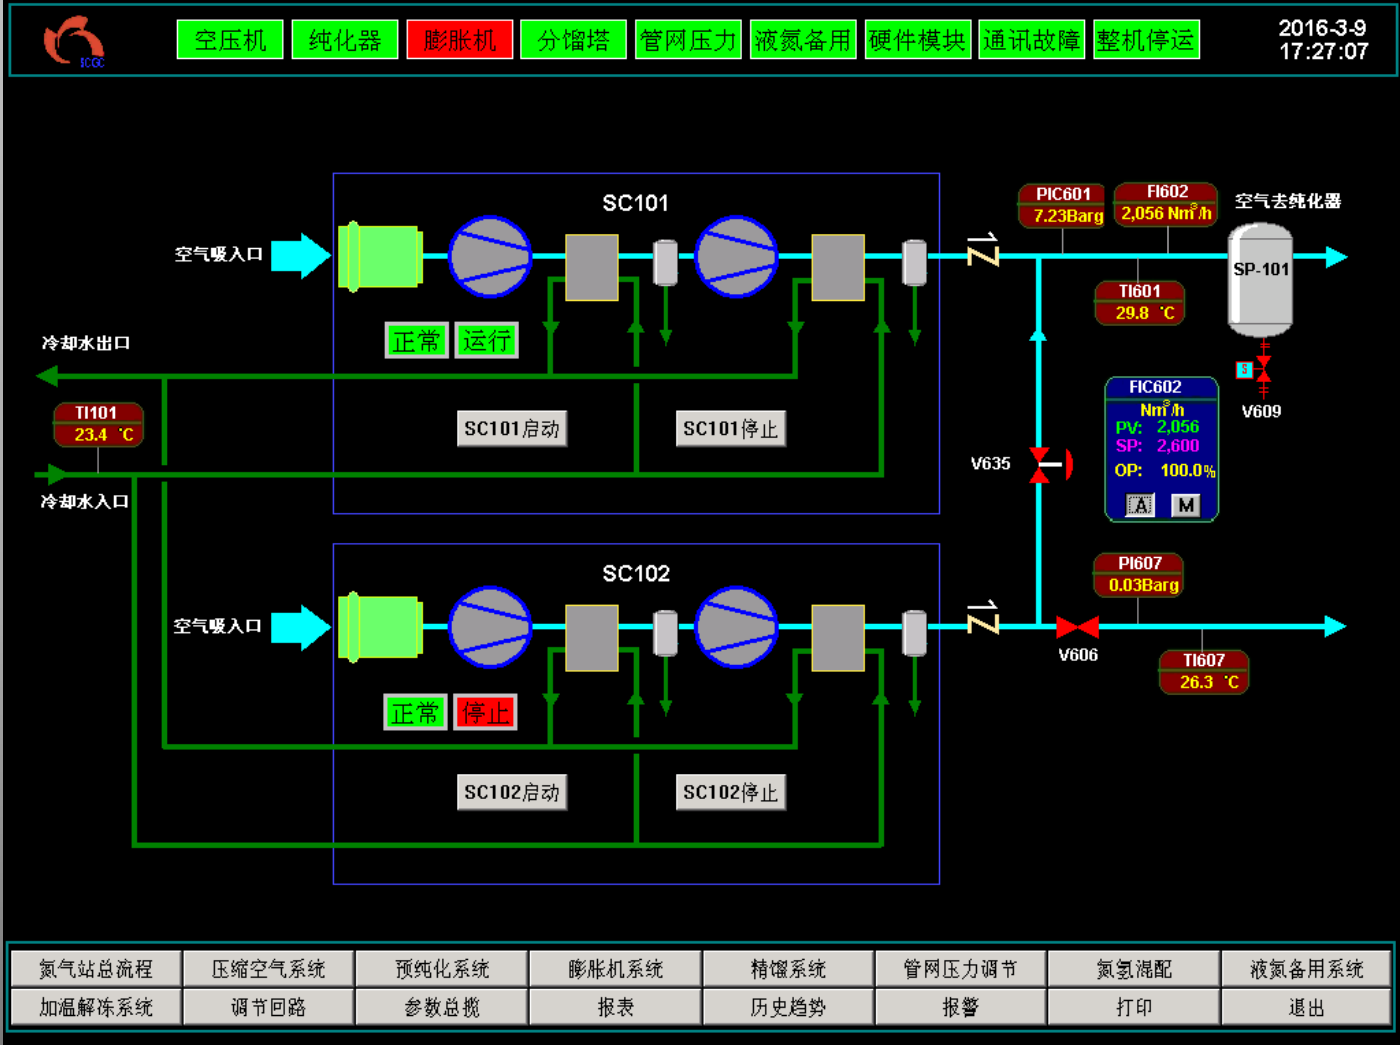 ICGC
空压机 纯化器 膨胀机 分馏塔 管网压力 液氮备用 硬件模块 通讯故障 整机停运
2016-3-9
17:27:07
SC101
空气吸入口
正常 运行
SC101启动 SC101停止
冷却水出口
TI101
23.4 ℃
冷却水入口
PIC601
7.23Barg
FI602
2,056 Nm³/h
空气去纯化器
TI601
29.8 ℃
SP-101
S
V609
FIC602
Nm³/h
PV: 2,056
SP: 2,600
OP: 100.0%
A M
V635
SC102
空气吸入口
正常 停止
SC102启动 SC102停止
PI607
0.03Barg
V606
TI607
26.3 ℃
氮气站总流程 压缩空气系统 预纯化系统 膨胀机系统 精馏系统 管网压力调节 氮氢混配 液氮备用系统
加温解冻系统 调节回路 参数总揽 报表 历史趋势 报警 打印 退出